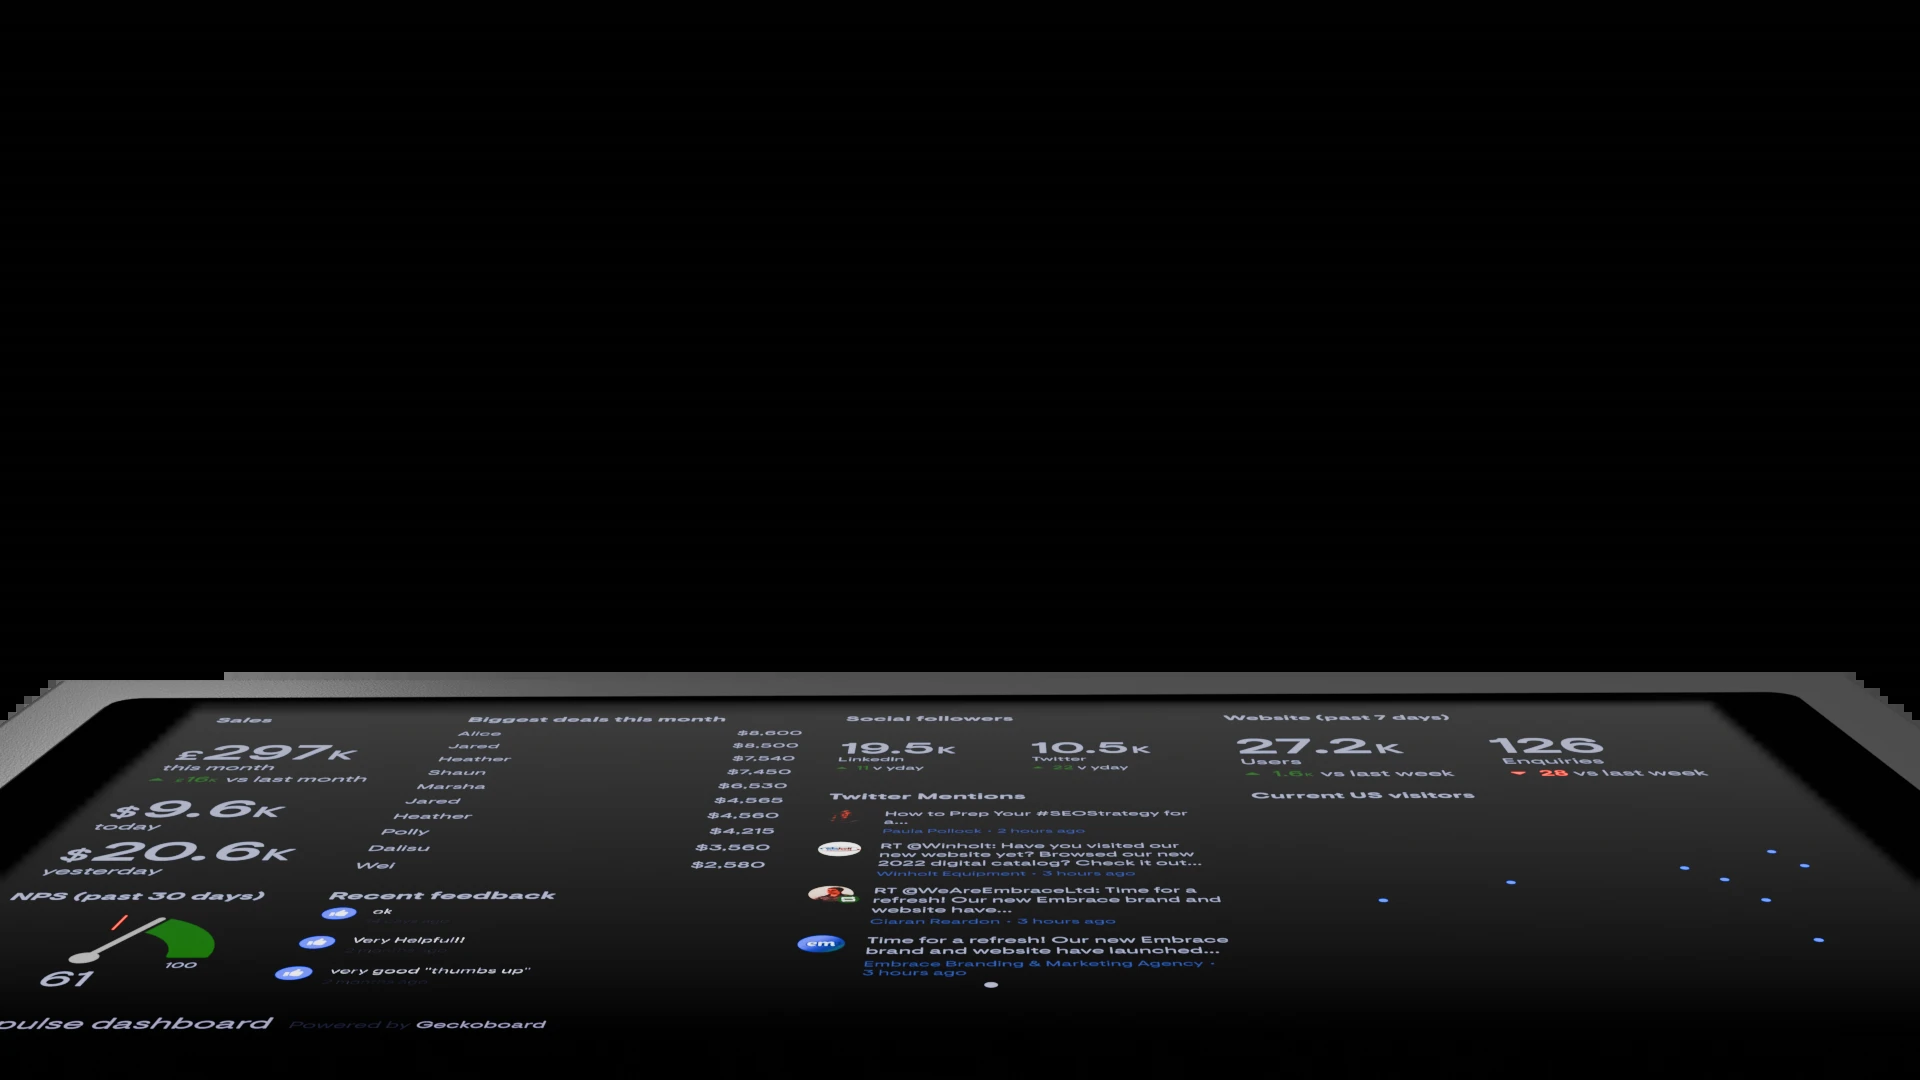 Sales
£297K
this month
£16K vs last month
$9.6K
today
$20.6K
yesterday
NPS (past 30 days)
100
61
Biggest deals this month
Alice $8,600
Jared $8,500
Heather $7,540
Shaun $7,450
Marsha $6,530
Jared $4,565
Heather $4,560
Polly $4,215
Dalisu $3,560
Wei $2,580
Recent feedback
ok
Very Helpful!!
very good "thumbs up"
Social followers
19.5K
LinkedIn
11 v yday
10.5K
Twitter
22 v yday
Twitter Mentions
How to Prep Your #SEOStrategy for
a...
Paula Pollock · 2 hours ago
RT @Winholt: Have you visited our
new website yet? Browsed our new
2022 digital catalog? Check it out...
Winholt Equipment · 3 hours ago
RT @WeAreEmbraceLtd: Time for a
refresh! Our new Embrace brand and
website have...
Ciaran Reardon · 3 hours ago
em
Time for a refresh! Our new Embrace
brand and website have launched...
Embrace Branding & Marketing Agency ·
3 hours ago
Website (past 7 days)
27.2K
Users
1.6K vs last week
126
Enquiries
28 vs last week
Current US visitors
pulse dashboard
Powered by Geckoboard